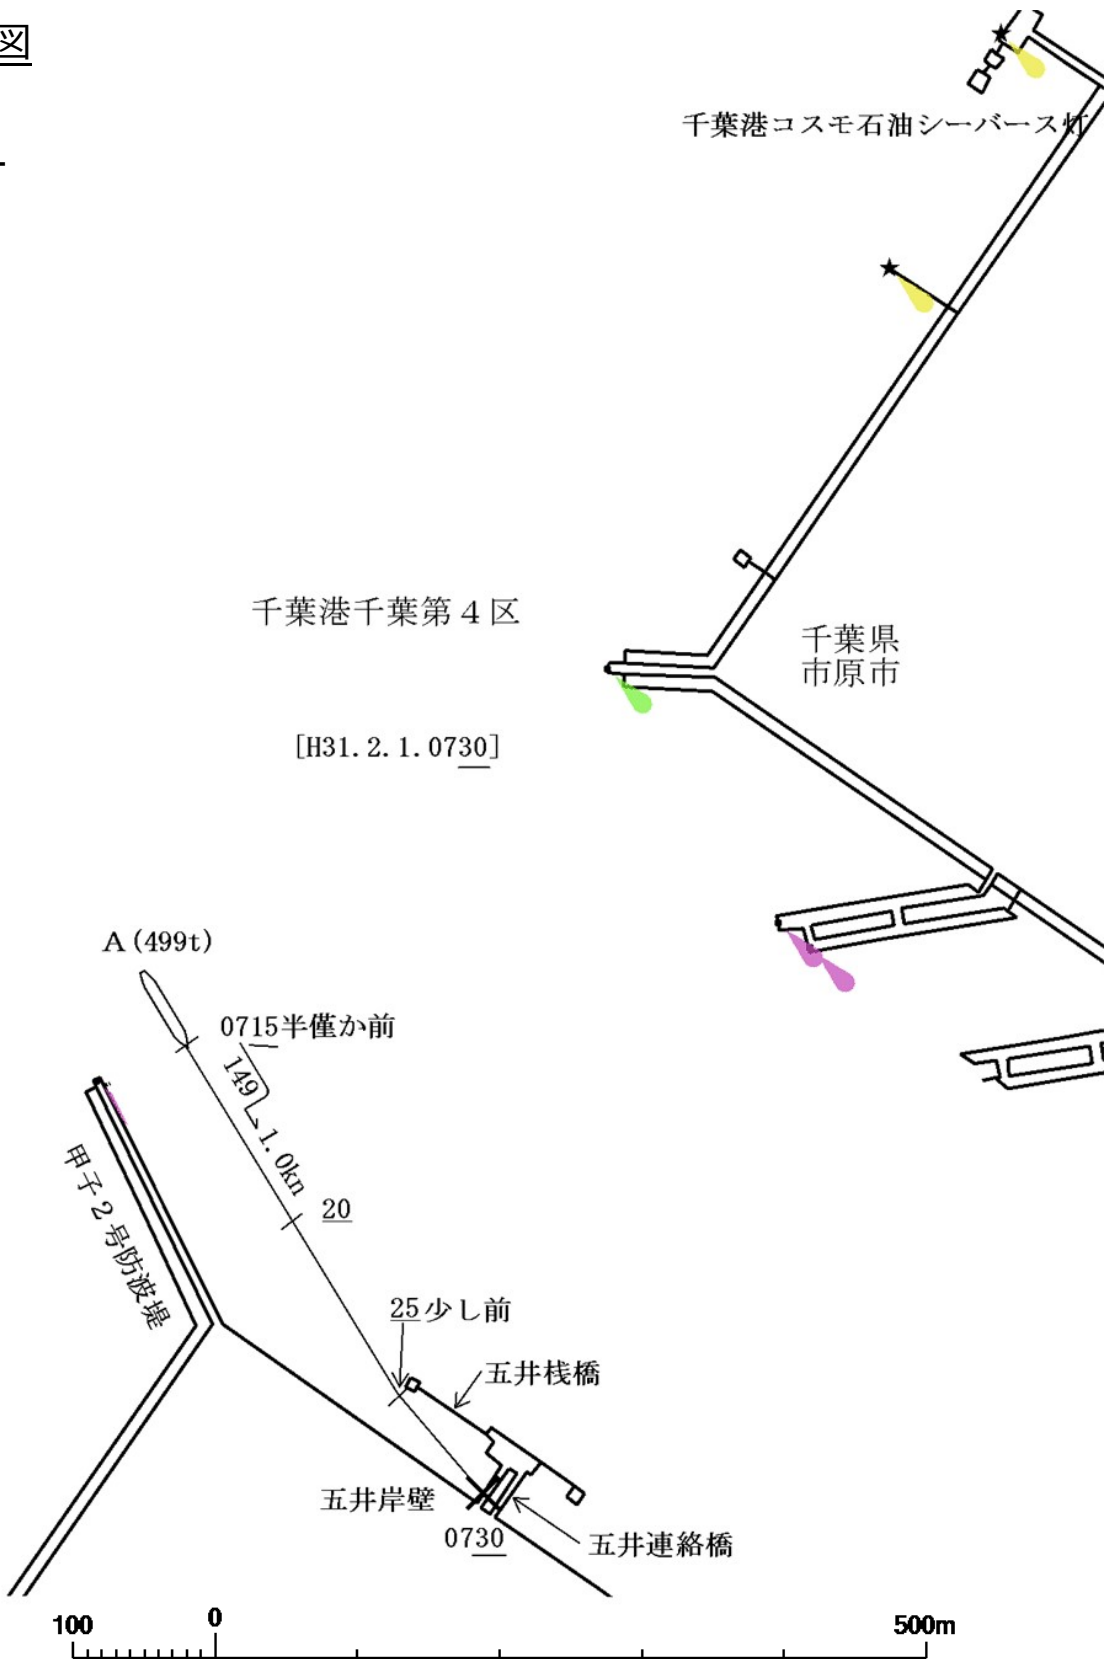 図
千葉港コスモ石油シーバース灯
千葉港千葉第４区
千葉県
市原市
[H31.2.1.0730]
A(499t)
0715半僅か前
149
1.0kn
20
甲子２号防波堤
25少し前
五井桟橋
五井岸壁
0730
五井連絡橋
100 0 500m